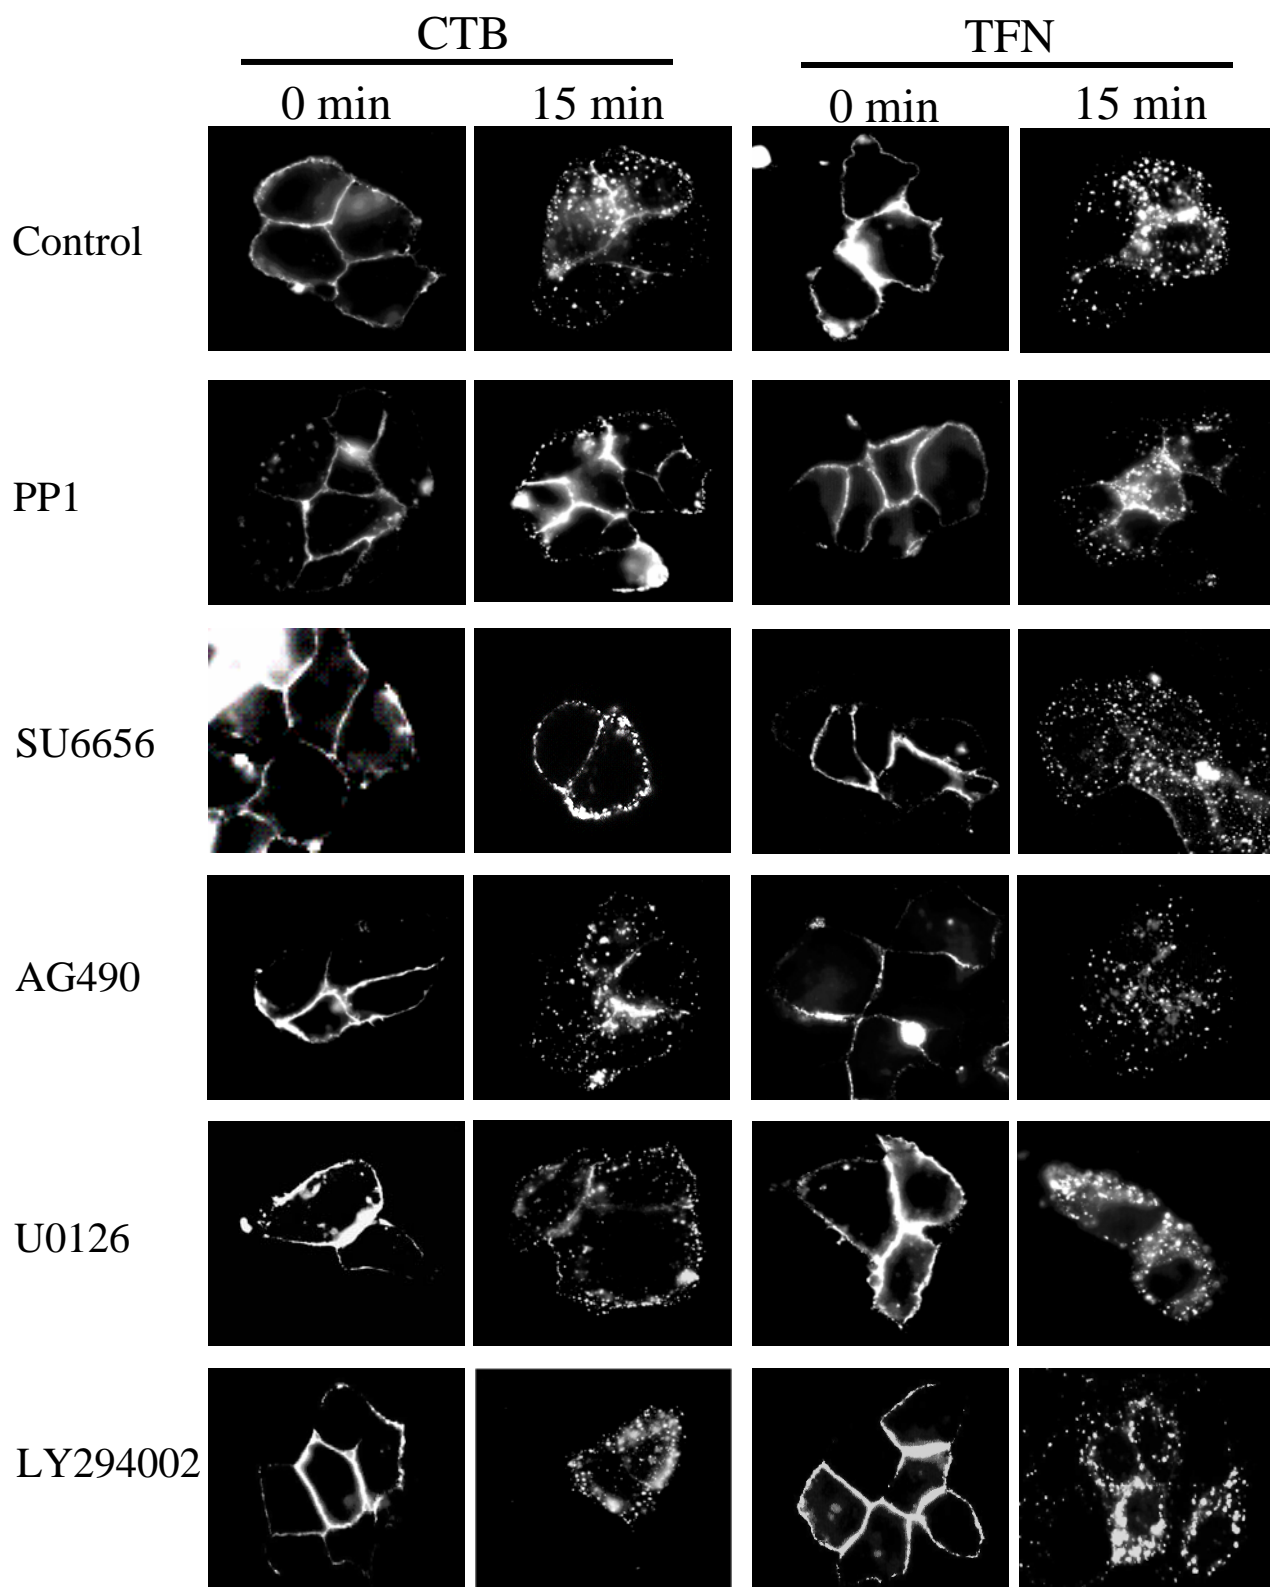 CTB TFN
0 min 15 min 0 min 15 min
Control
PP1
SU6656
AG490
U0126
LY294002